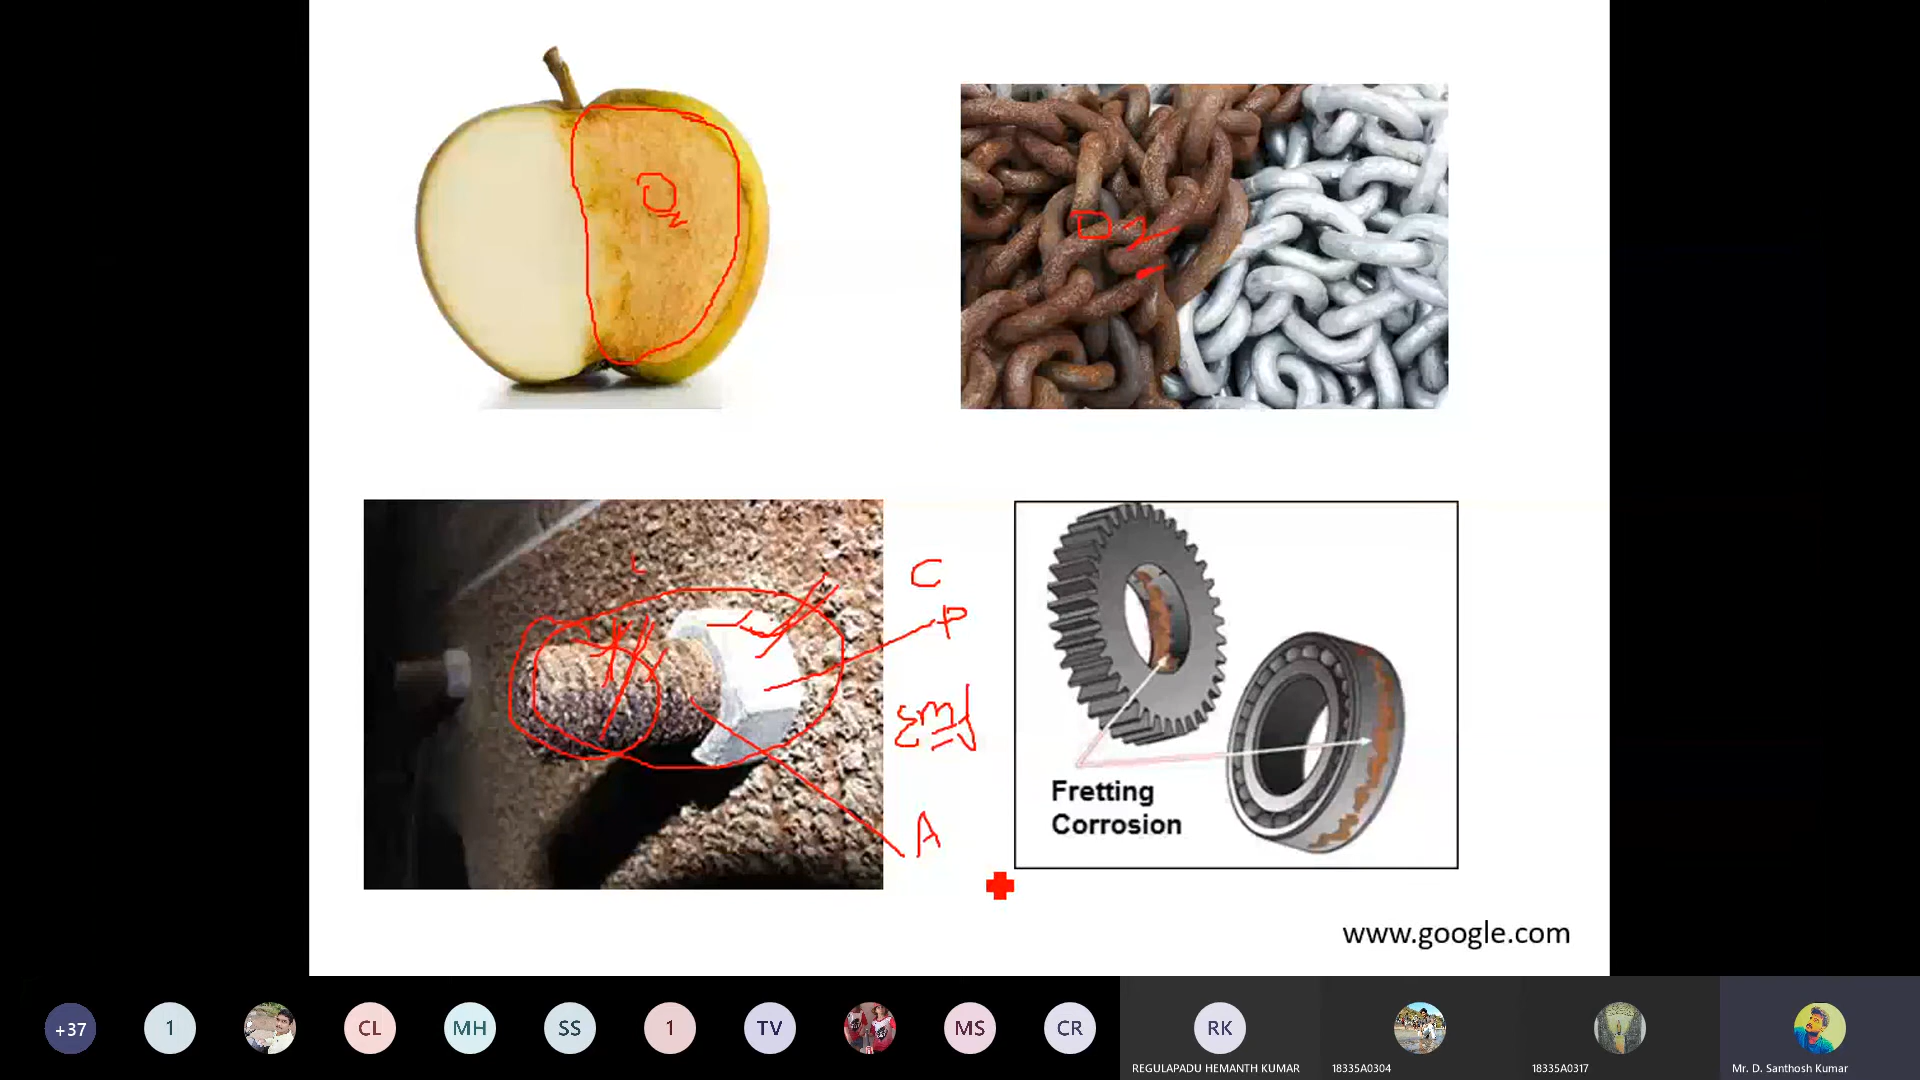 O2
O2
C
P
Emf
A
Fretting
Corrosion
www.google.com
+37
1
CL
MH
SS
1
TV
MS
CR
RK
REGULAPADU HEMANTH KUMAR
18335A0304
18335A0317
Mr. D. Santhosh Kumar